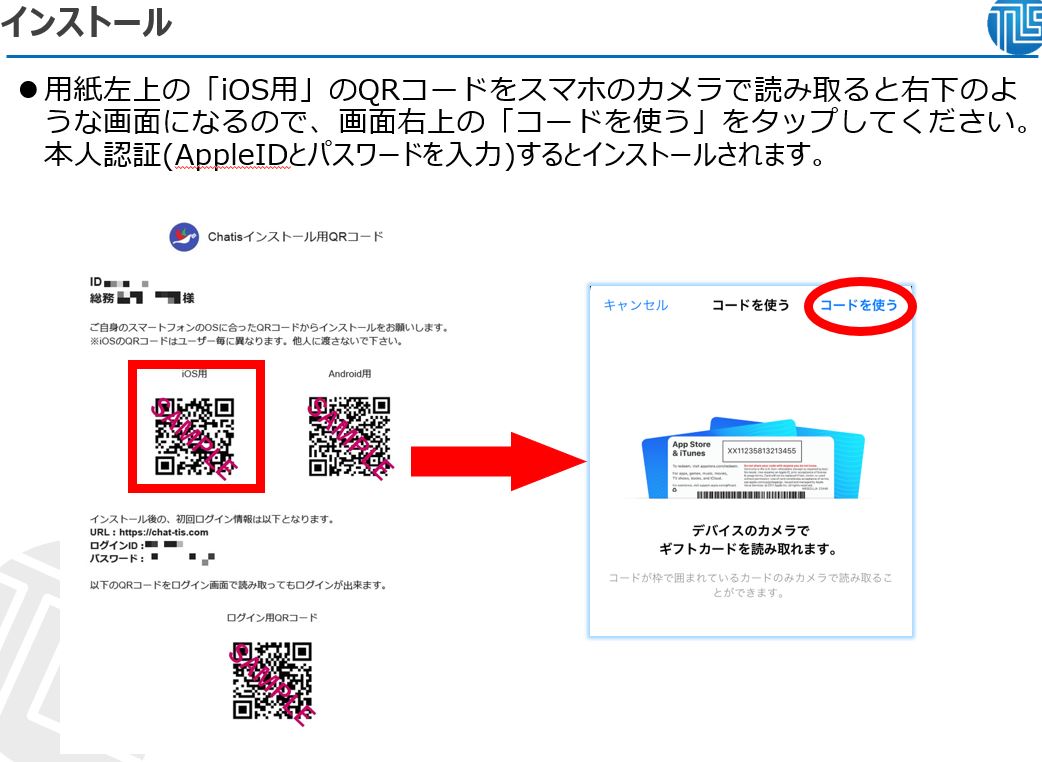 インストール
TLS
●用紙左上の「iOS用」のQRコードをスマホのカメラで読み取ると右下のよ
うな画面になるので、画面右上の「コードを使う」をタップしてください。
本人認証(AppleIDとパスワードを入力)するとインストールされます。
Chatisインストール用QRコード
ID
総務 様
ご自身のスマートフォンのOSに合ったQRコードからインストールをお願いします。
※iOSのQRコードはユーザー毎に異なります。他人に渡さないで下さい。
iOS用
Android用
SAMPLE
SAMPLE
インストール後の、初回ログイン情報は以下となります。
URL : https://chat-tis.com
ログインID :
パスワード :
以下のQRコードをログイン画面で読み取ってもログインが出来ます。
ログイン用QRコード
SAMPLE
キャンセル コードを使う コードを使う
App Store
& iTunes
XX11235813213455
デバイスのカメラで
ギフトカードを読み取れます。
コードが枠で囲まれているカードのみカメラで読み取るこ
とができます。